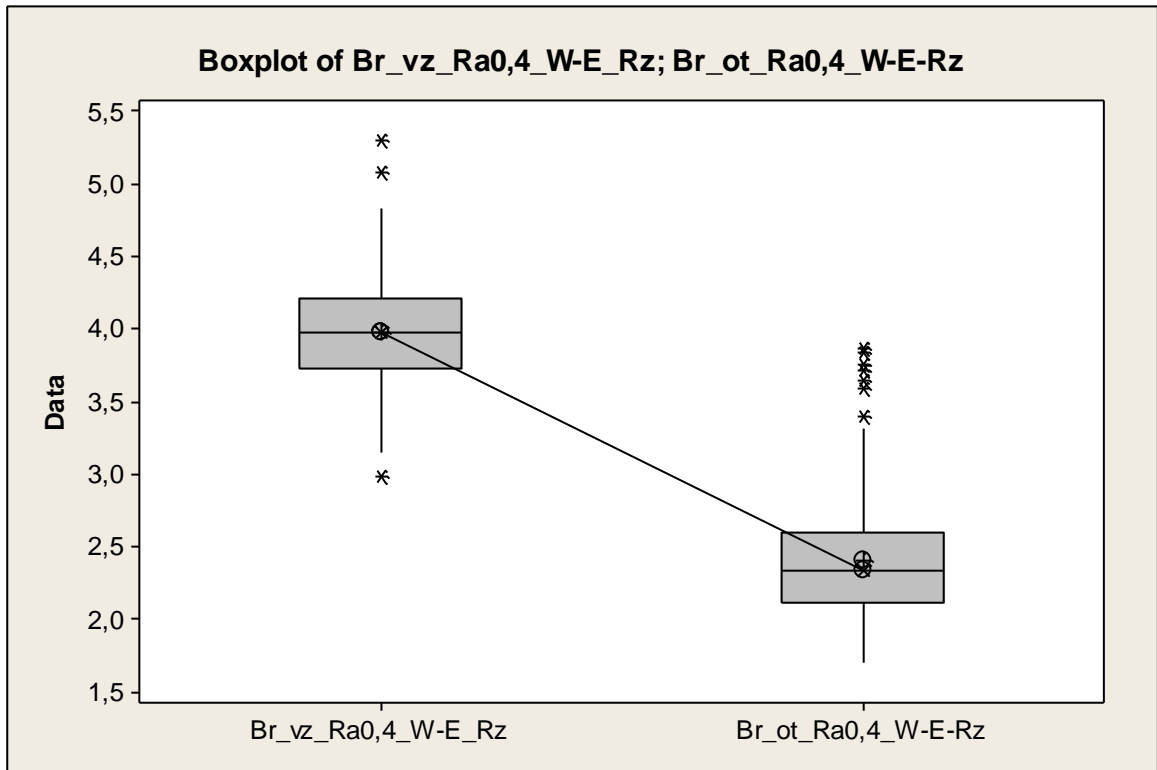 Boxplot of Br_vz_Ra0,4_W-E_Rz; Br_ot_Ra0,4_W-E-Rz
5,5
5,0
4,5
4,0
3,5
3,0
2,5
2,0
1,5
Data
Br_vz_Ra0,4_W-E_Rz
Br_ot_Ra0,4_W-E-Rz